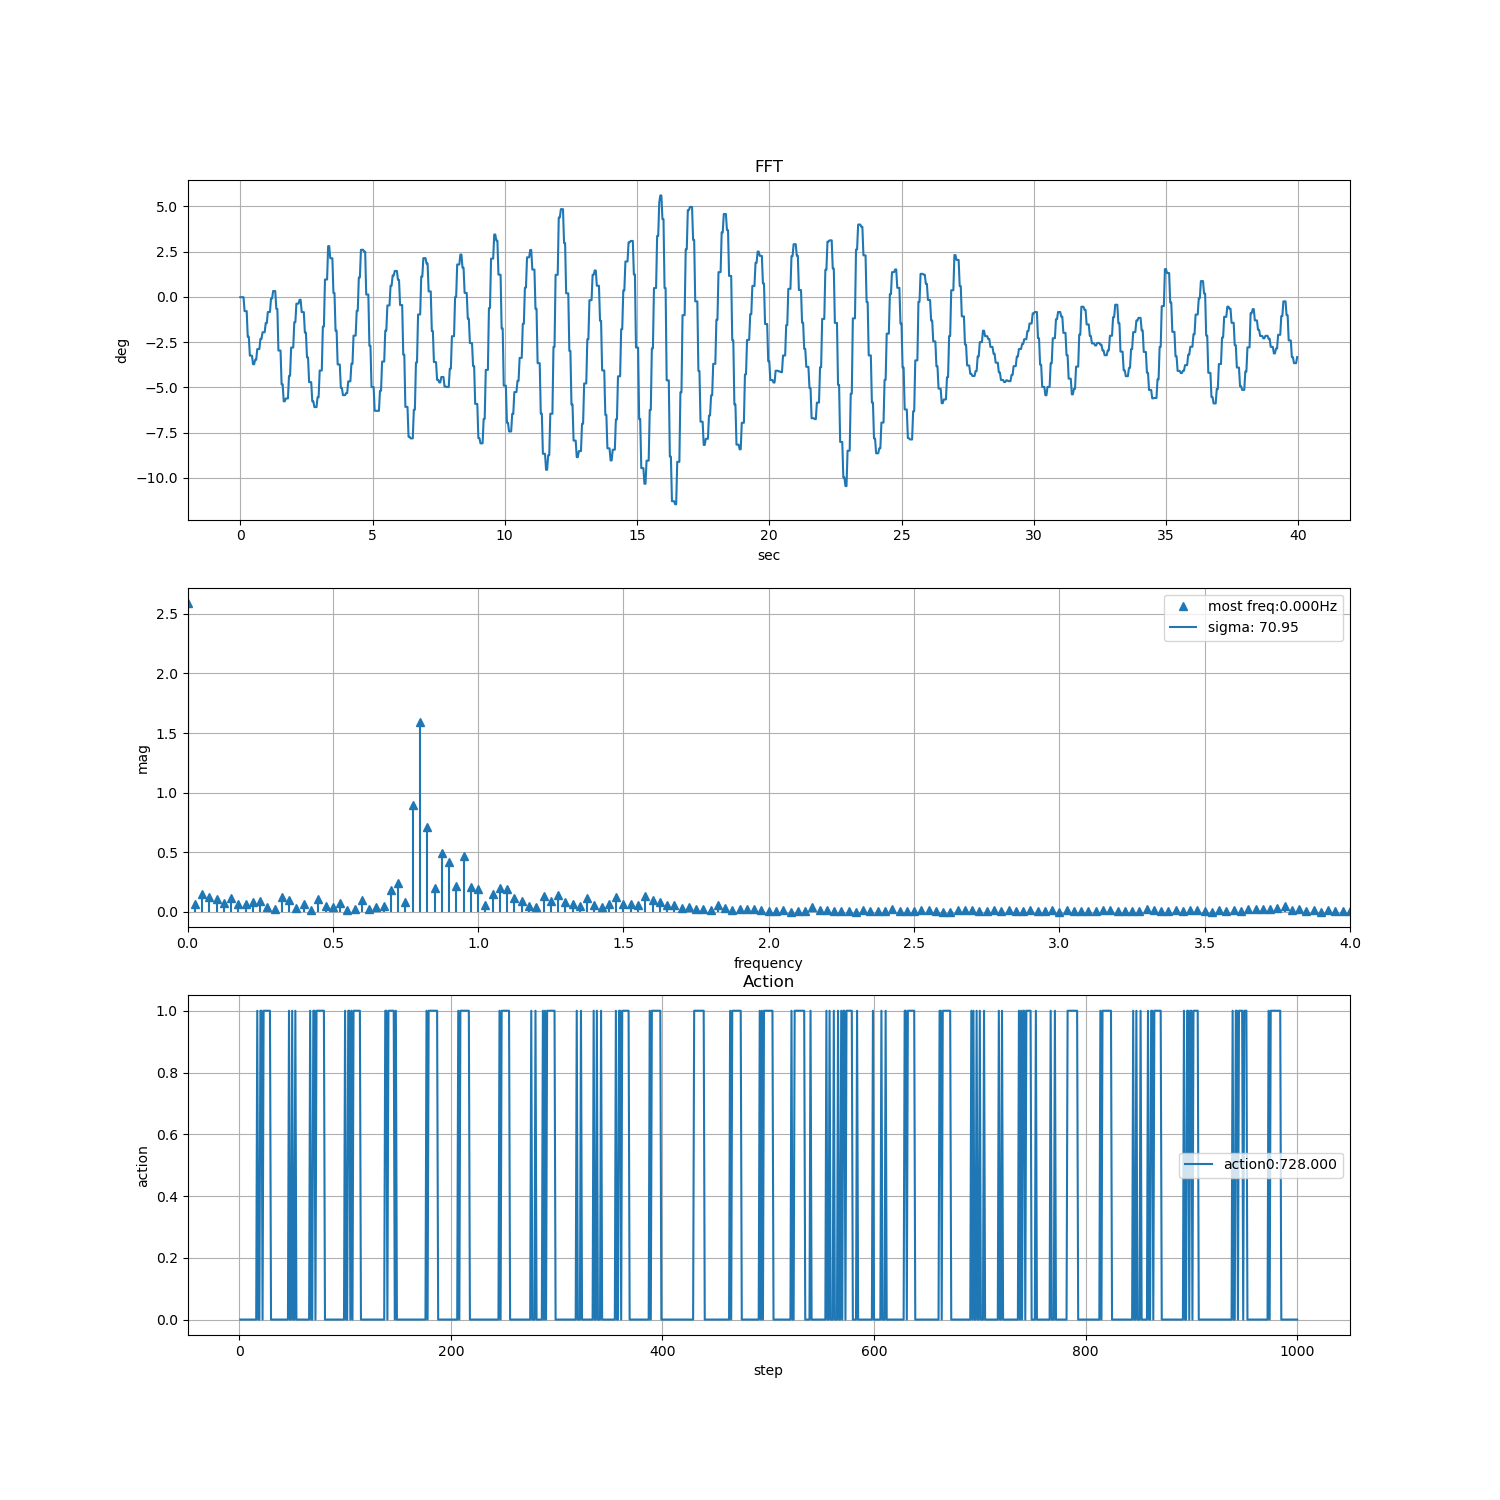 FFT
5.0
2.5
0.0
−2.5
−5.0
−7.5
−10.0
deg
0 5 10 15 20 25 30 35 40
sec
2.5
2.0
1.5
1.0
0.5
0.0
mag
most freq:0.000Hz
sigma: 70.95
0.0 0.5 1.0 1.5 2.0 2.5 3.0 3.5 4.0
frequency
Action
1.0
0.8
0.6
0.4
0.2
0.0
action
action0:728.000
0 200 400 600 800 1000
step